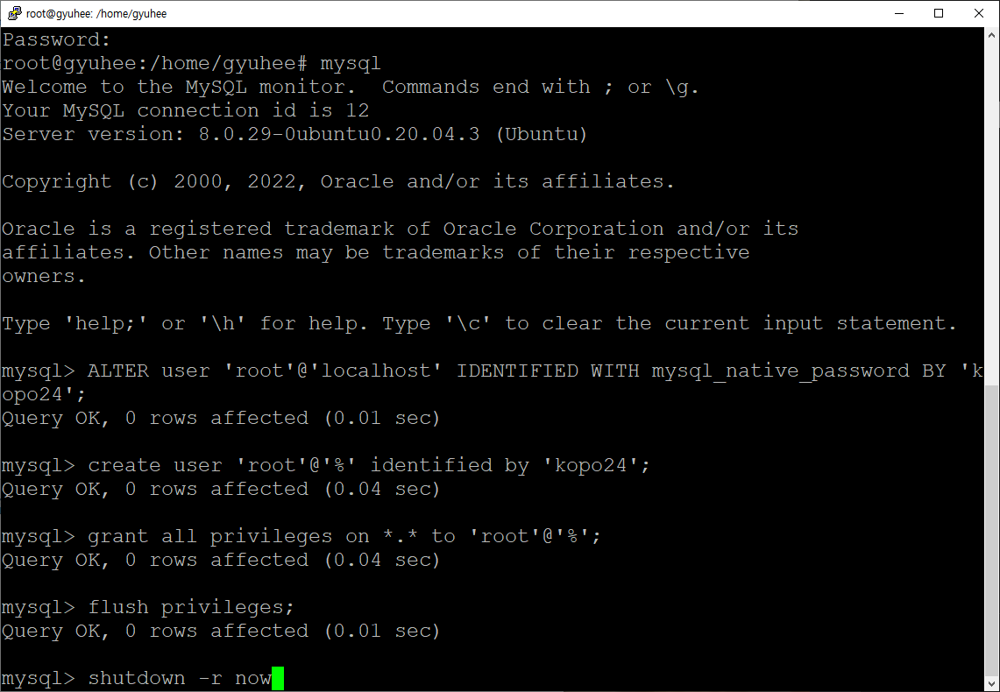 root@gyuhee: /home/gyuhee
Password:
root@gyuhee:/home/gyuhee# mysql
Welcome to the MySQL monitor.  Commands end with ; or \g.
Your MySQL connection id is 12
Server version: 8.0.29-0ubuntu0.20.04.3 (Ubuntu)
Copyright (c) 2000, 2022, Oracle and/or its affiliates.
Oracle is a registered trademark of Oracle Corporation and/or its
affiliates. Other names may be trademarks of their respective
owners.
Type 'help;' or '\h' for help. Type '\c' to clear the current input statement.
mysql> ALTER user 'root'@'localhost' IDENTIFIED WITH mysql_native_password BY 'k
opo24';
Query OK, 0 rows affected (0.01 sec)
mysql> create user 'root'@'%' identified by 'kopo24';
Query OK, 0 rows affected (0.04 sec)
mysql> grant all privileges on *.* to 'root'@'%';
Query OK, 0 rows affected (0.04 sec)
mysql> flush privileges;
Query OK, 0 rows affected (0.01 sec)
mysql> shutdown -r now